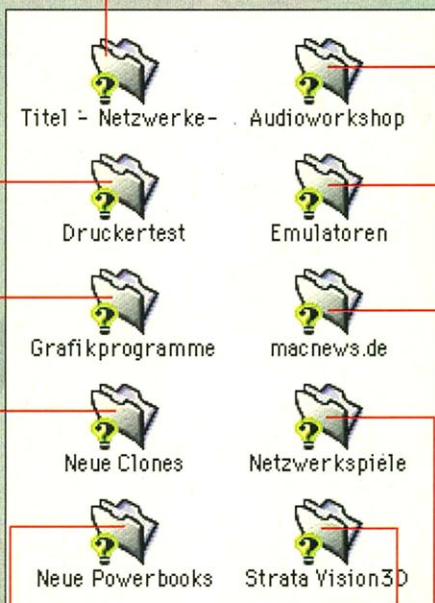 Titel - Netzwerke-
Audioworkshop
Druckertest
Emulatoren
Grafikprogramme
macnews.de
Neue Clones
Netzwerkspiele
Neue Powerbooks
Strata Vision3D